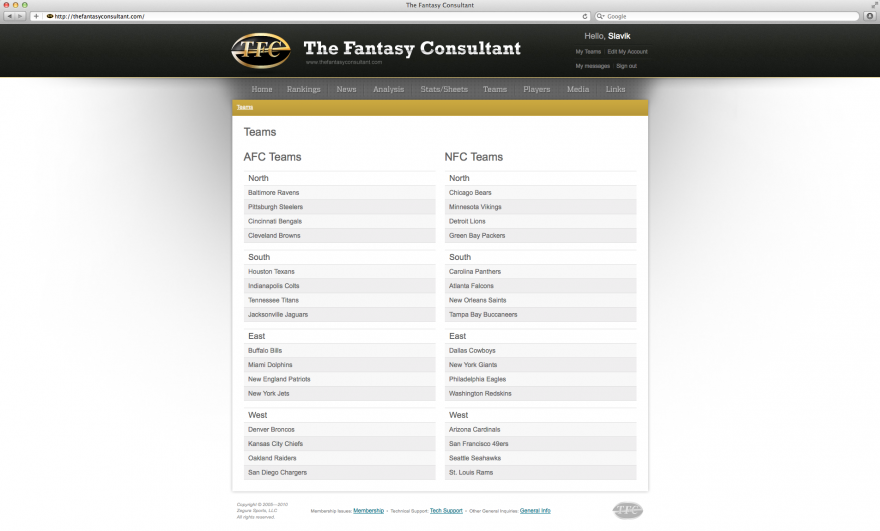 The Fantasy Consultant
http://thefantasyconsultant.com/
Google
TFC
The Fantasy Consultant
www.thefantasyconsultant.com
Hello, Slavik
My Teams Edit My Account
My messages Sign out
Home Rankings News Analysis Stats/Sheets Teams Players Media Links
Teams
Teams
AFC Teams
North
Baltimore Ravens
Pittsburgh Steelers
Cincinnati Bengals
Cleveland Browns
South
Houston Texans
Indianapolis Colts
Tennessee Titans
Jacksonville Jaguars
East
Buffalo Bills
Miami Dolphins
New England Patriots
New York Jets
West
Denver Broncos
Kansas City Chiefs
Oakland Raiders
San Diego Chargers
NFC Teams
North
Chicago Bears
Minnesota Vikings
Detroit Lions
Green Bay Packers
South
Carolina Panthers
Atlanta Falcons
New Orleans Saints
Tampa Bay Buccaneers
East
Dallas Cowboys
New York Giants
Philadelphia Eagles
Washington Redskins
West
Arizona Cardinals
San Francisco 49ers
Seattle Seahawks
St. Louis Rams
Copyright © 2005—2010
Zagure Sports, LLC
All rights reserved.
Membership Issues: Membership - Technical Support: Tech Support - Other General Inquiries: General Info
TFC